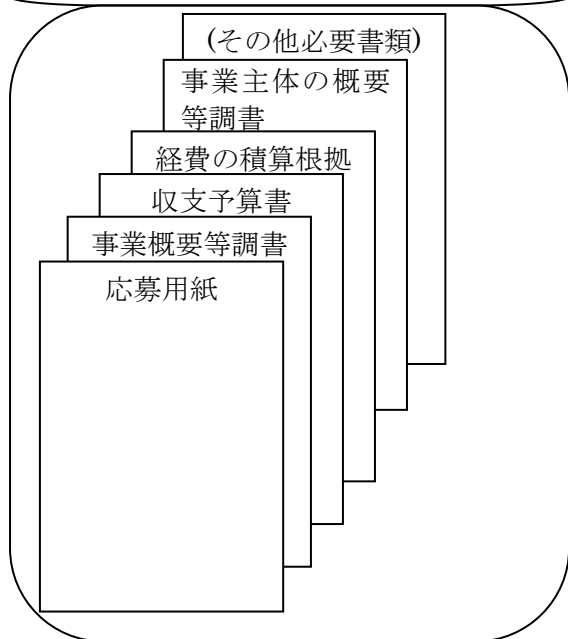 (その他必要書類)
事業主体の概要
等調書
経費の積算根拠
収支予算書
事業概要等調書
応募用紙